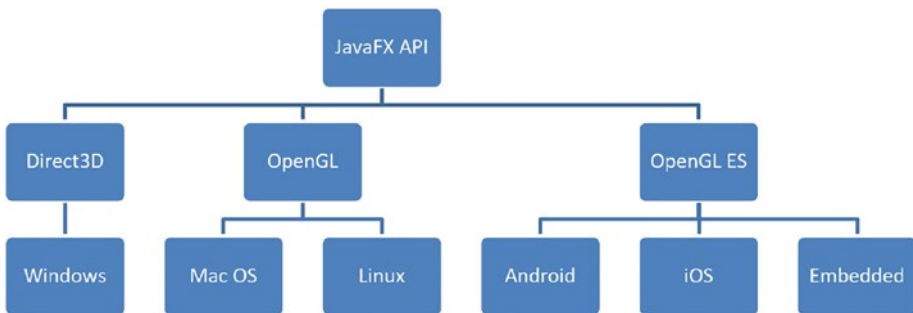 JavaFX API
Direct3D
OpenGL
OpenGL ES
Windows
Mac OS
Linux
Android
iOS
Embedded